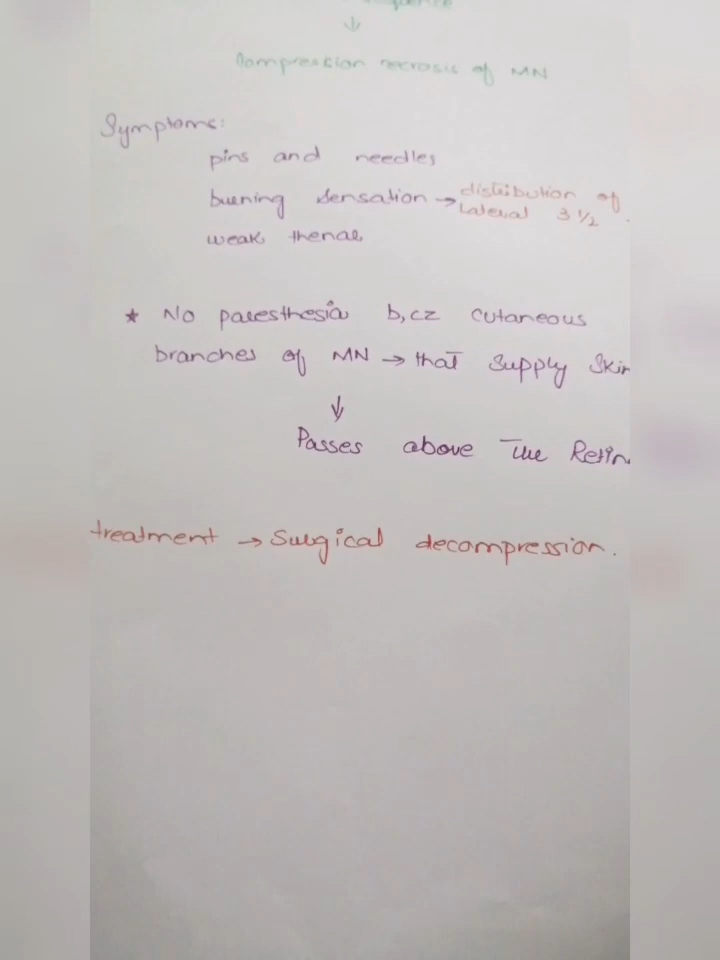 ↓
Compression necrosis of MN
Symptoms:
pins and needles
burning sensation → distribution of
lateral 3 1/2
weak thenar
* No paresthesia b,cz cutaneous
branches of MN → that supply skin
↓
Passes above the Retin
treatment → Surgical decompression.